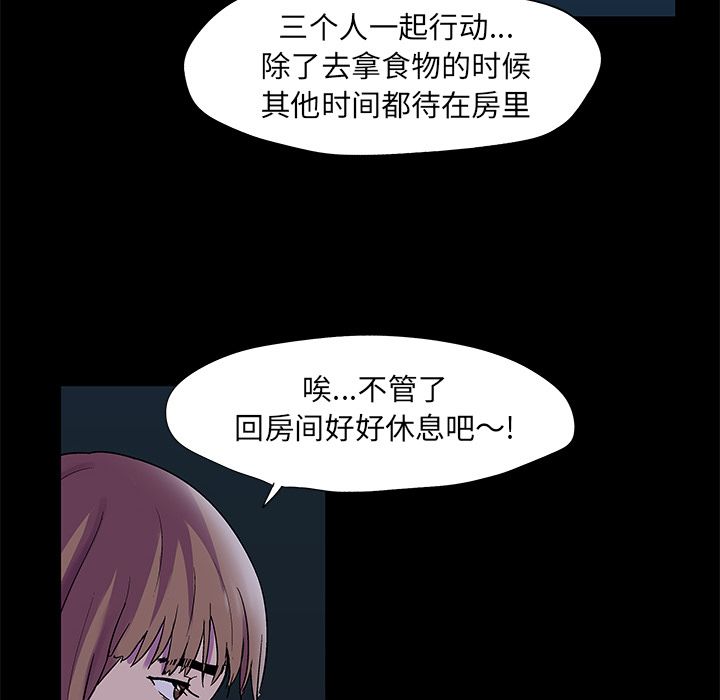 三个人一起行动...
除了去拿食物的时候
其他时间都待在房里
唉...不管了
回房间好好休息吧～!